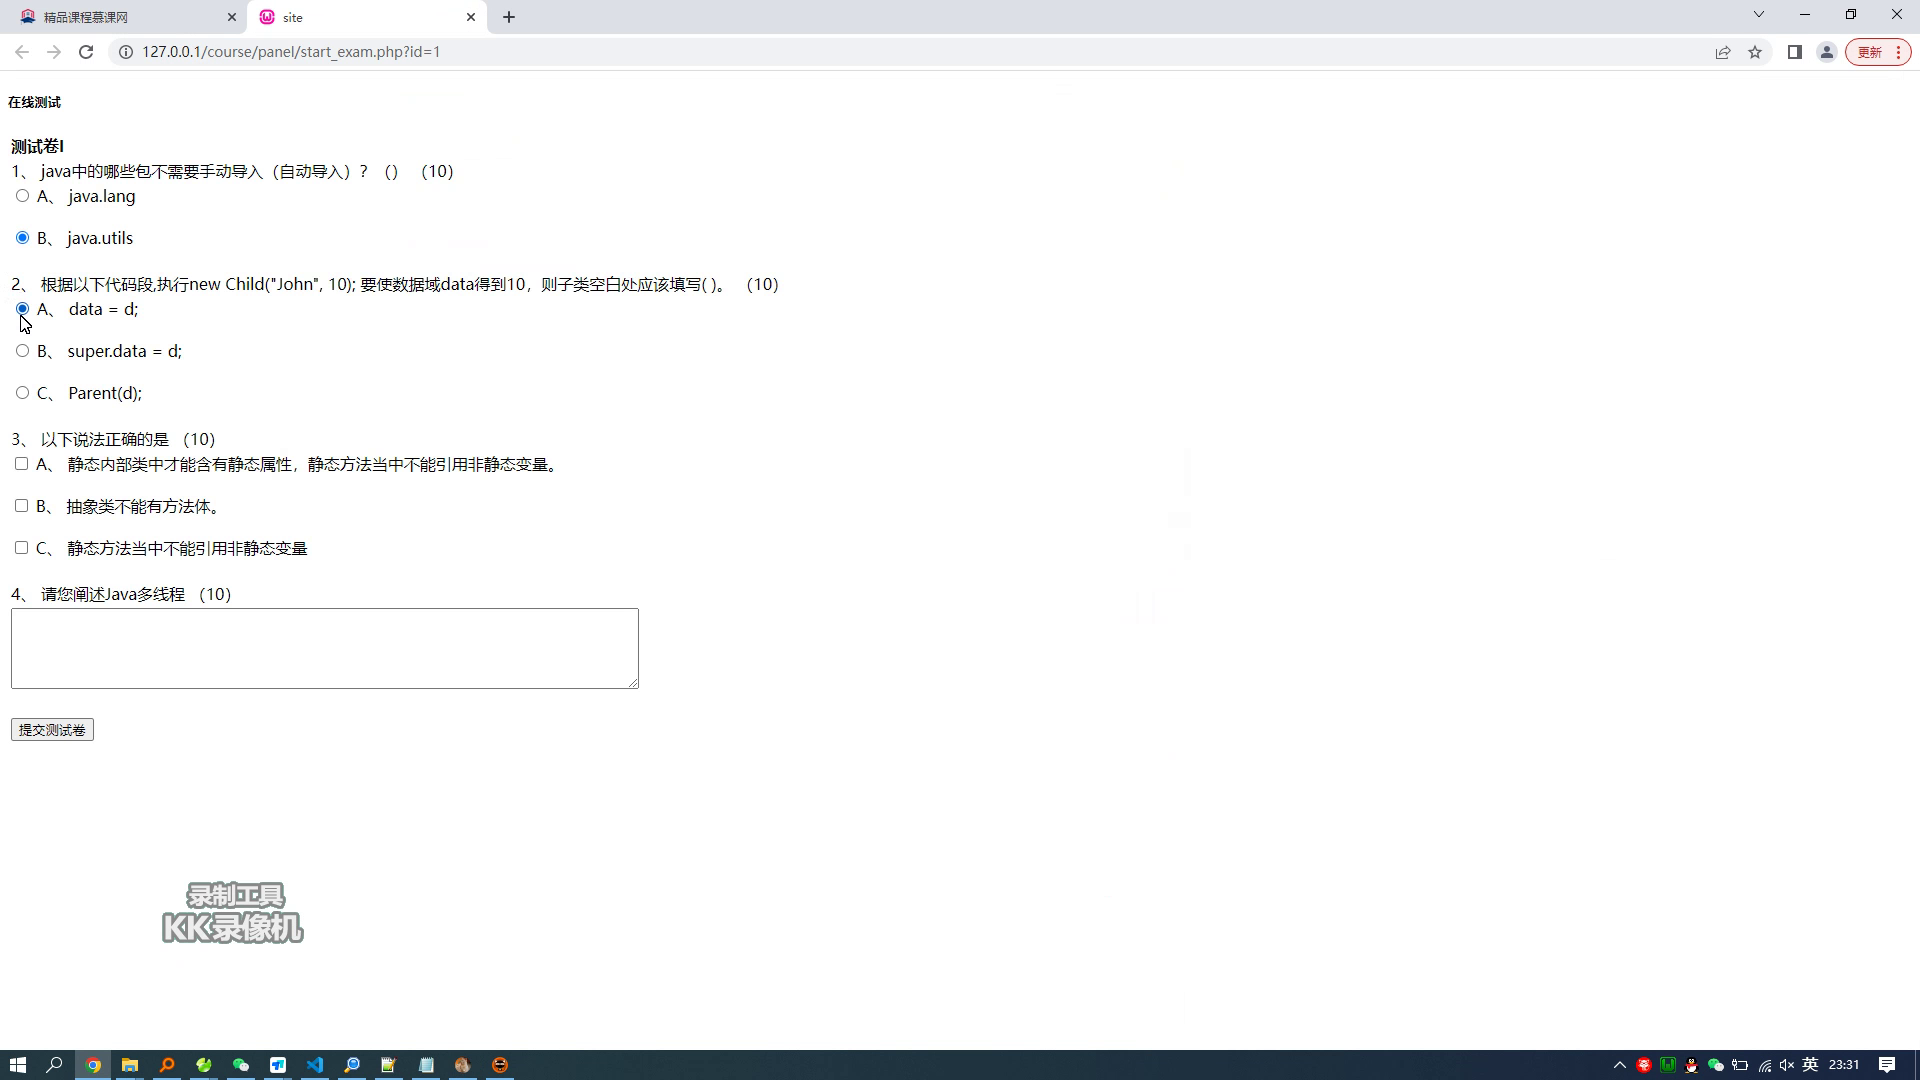 精品课程慕课网
site
127.0.0.1/course/panel/start_exam.php?id=1
更新
在线测试
测试卷I
1、 java中的哪些包不需要手动导入（自动导入）？（） （10）
A、 java.lang
B、 java.utils
2、 根据以下代码段,执行new Child("John", 10); 要使数据域data得到10，则子类空白处应该填写( )。 （10）
A、 data = d;
B、 super.data = d;
C、 Parent(d);
3、 以下说法正确的是 （10）
A、 静态内部类中才能含有静态属性，静态方法当中不能引用非静态变量。
B、 抽象类不能有方法体。
C、 静态方法当中不能引用非静态变量
4、 请您阐述Java多线程 （10）
提交测试卷
录制工具
KK录像机
英
23:31